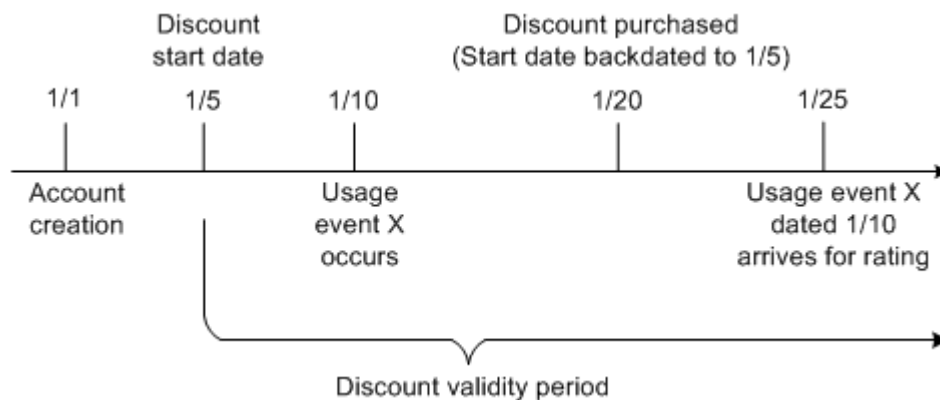 Discount
start date
Discount purchased
(Start date backdated to 1/5)
1/1
1/5
1/10
1/20
1/25
Account
creation
Usage
event X
occurs
Usage event X
dated 1/10
arrives for rating
Discount validity period